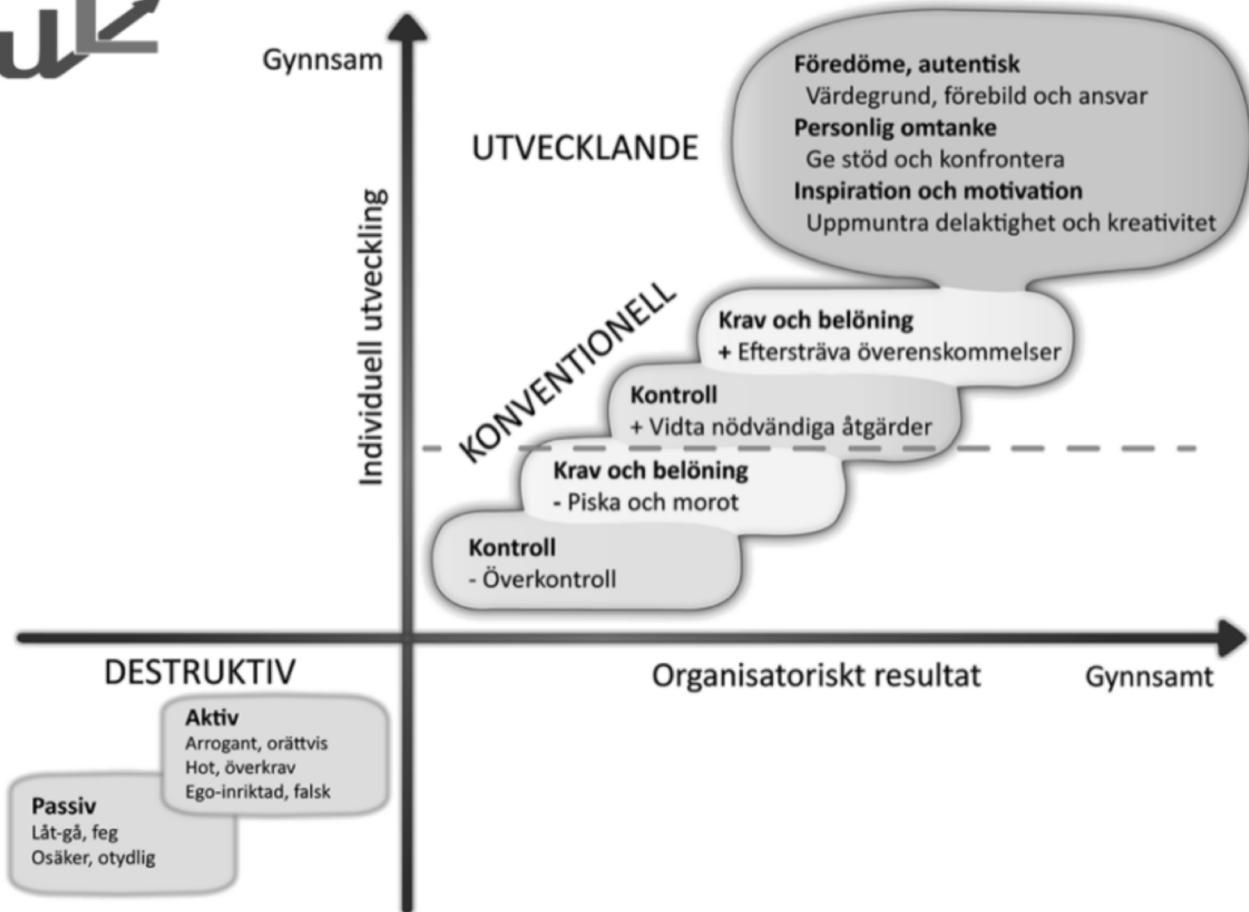 UL
Gynnsam
Individuell utveckling
UTVECKLANDE
Föredöme, autentisk
Värdegrund, förebild och ansvar
Personlig omtanke
Ge stöd och konfrontera
Inspiration och motivation
Uppmuntra delaktighet och kreativitet
KONVENTIONELL
Krav och belöning
+ Eftersträva överenskommelser
Kontroll
+ Vidta nödvändiga åtgärder
Krav och belöning
- Piska och morot
Kontroll
- Överkontroll
DESTRUKTIV
Organisatoriskt resultat
Gynnsamt
Aktiv
Arrogant, orättvis
Hot, överkrav
Ego-inriktad, falsk
Passiv
Låt-gå, feg
Osäker, otydlig